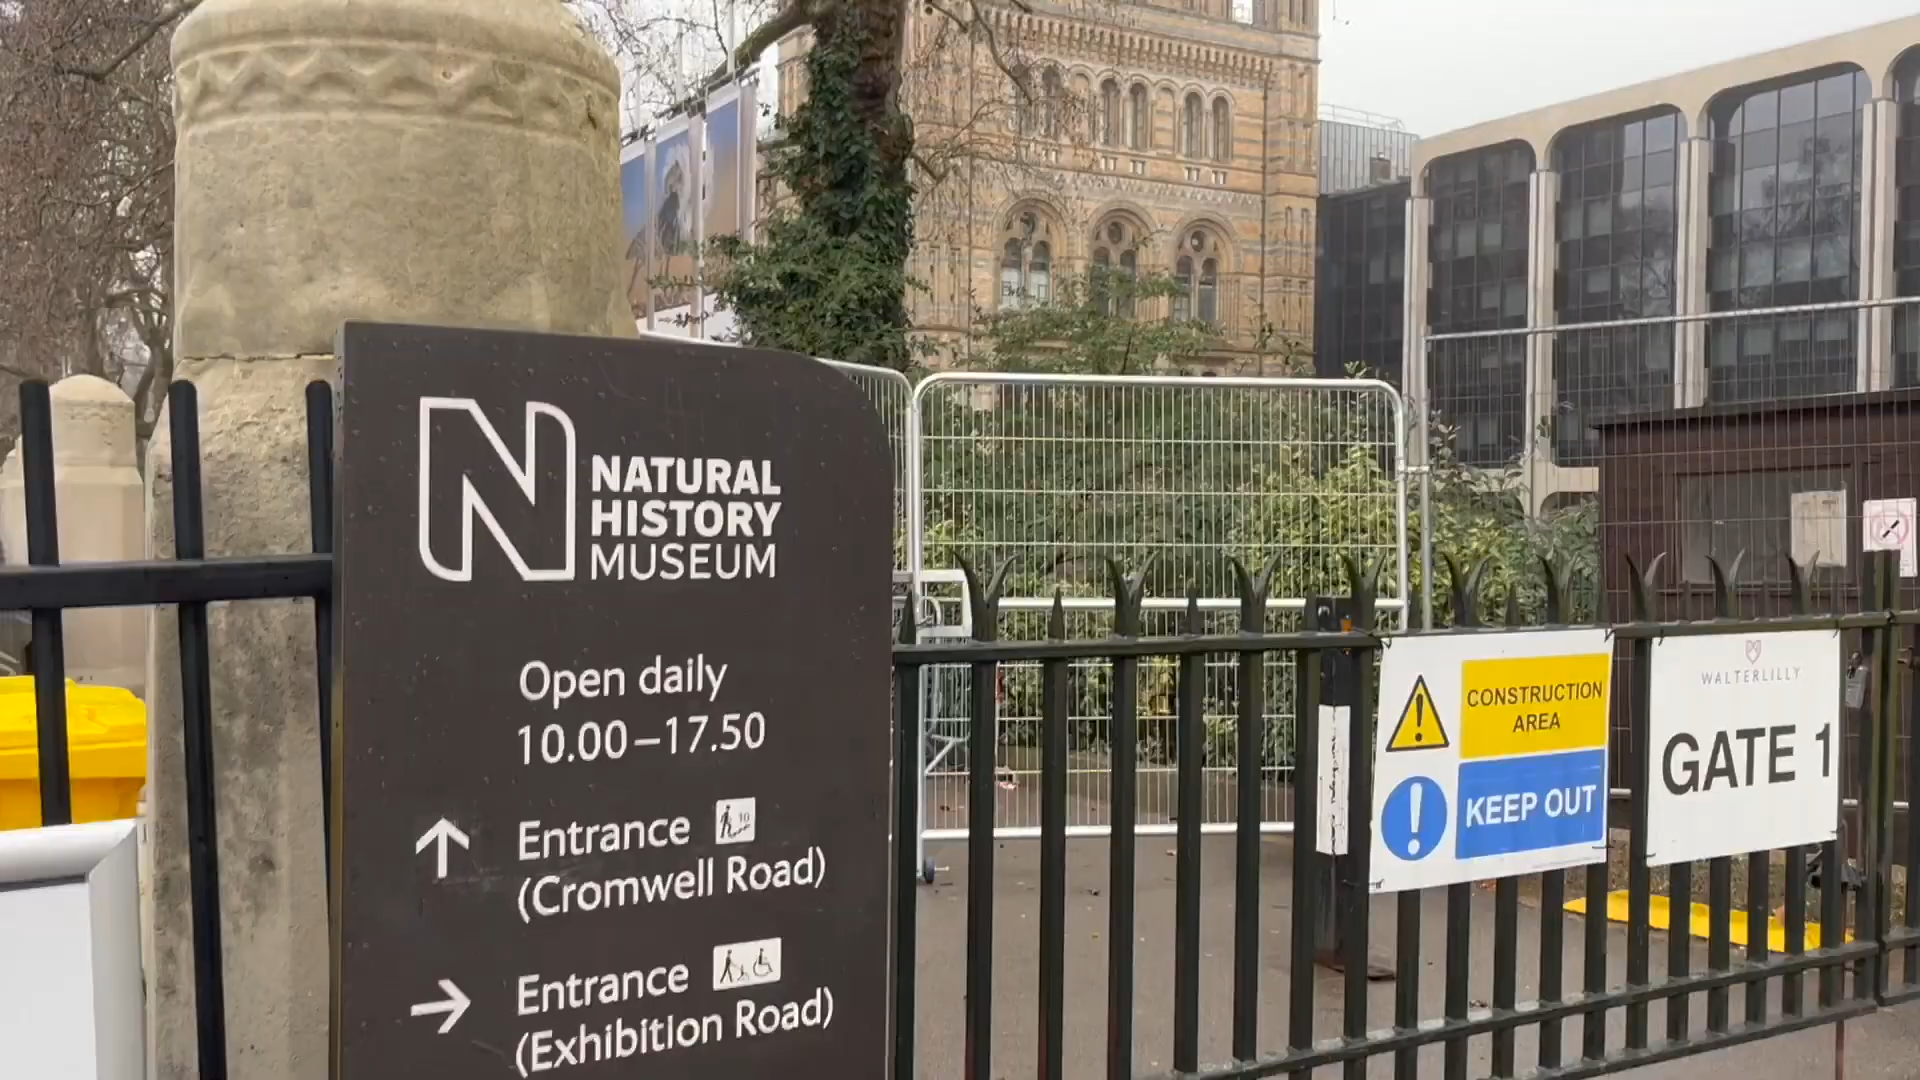 N
NATURAL
HISTORY
MUSEUM
Open daily
10.00–17.50
↑ Entrance
(Cromwell Road)
→ Entrance
(Exhibition Road)
CONSTRUCTION
AREA
KEEP OUT
WALTERLILLY
GATE 1